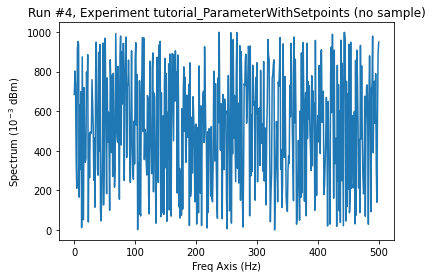 Run #4, Experiment tutorial_ParameterWithSetpoints (no sample)
Spectrum (10⁻³ dBm)
1000
800
600
400
200
0
0 100 200 300 400 500
Freq Axis (Hz)